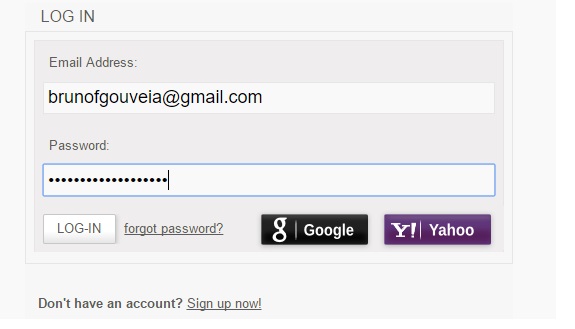 LOG IN
Email Address:
brunofgouveia@gmail.com
Password:
•••••••••••••••••••
LOG-IN forgot password? g Google Y! Yahoo
Don't have an account? Sign up now!